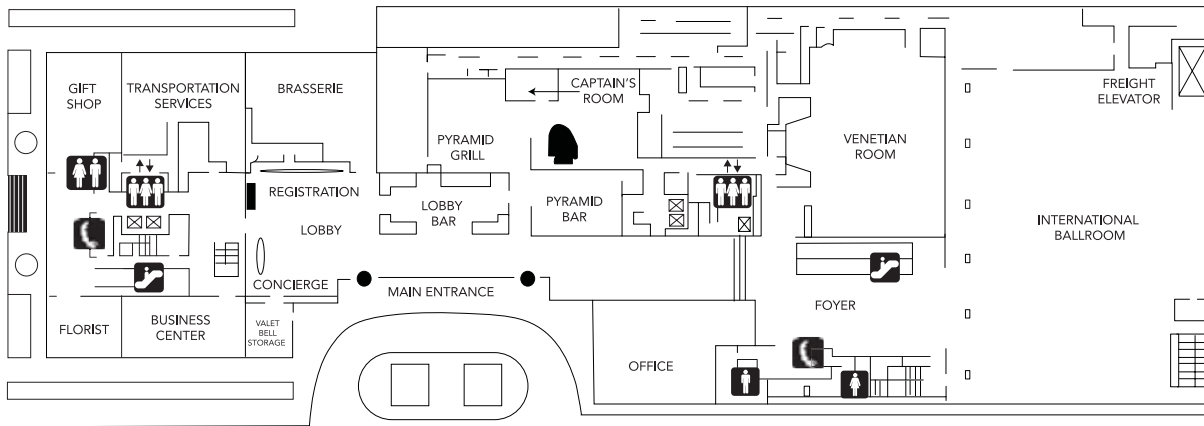 GIFT
SHOP
TRANSPORTATION
SERVICES
BRASSERIE
CAPTAIN'S
ROOM
FREIGHT
ELEVATOR
PYRAMID
GRILL
VENETIAN
ROOM
REGISTRATION
LOBBY
BAR
PYRAMID
BAR
LOBBY
INTERNATIONAL
BALLROOM
CONCIERGE
MAIN ENTRANCE
FOYER
FLORIST
BUSINESS
CENTER
VALET
BELL
STORAGE
OFFICE